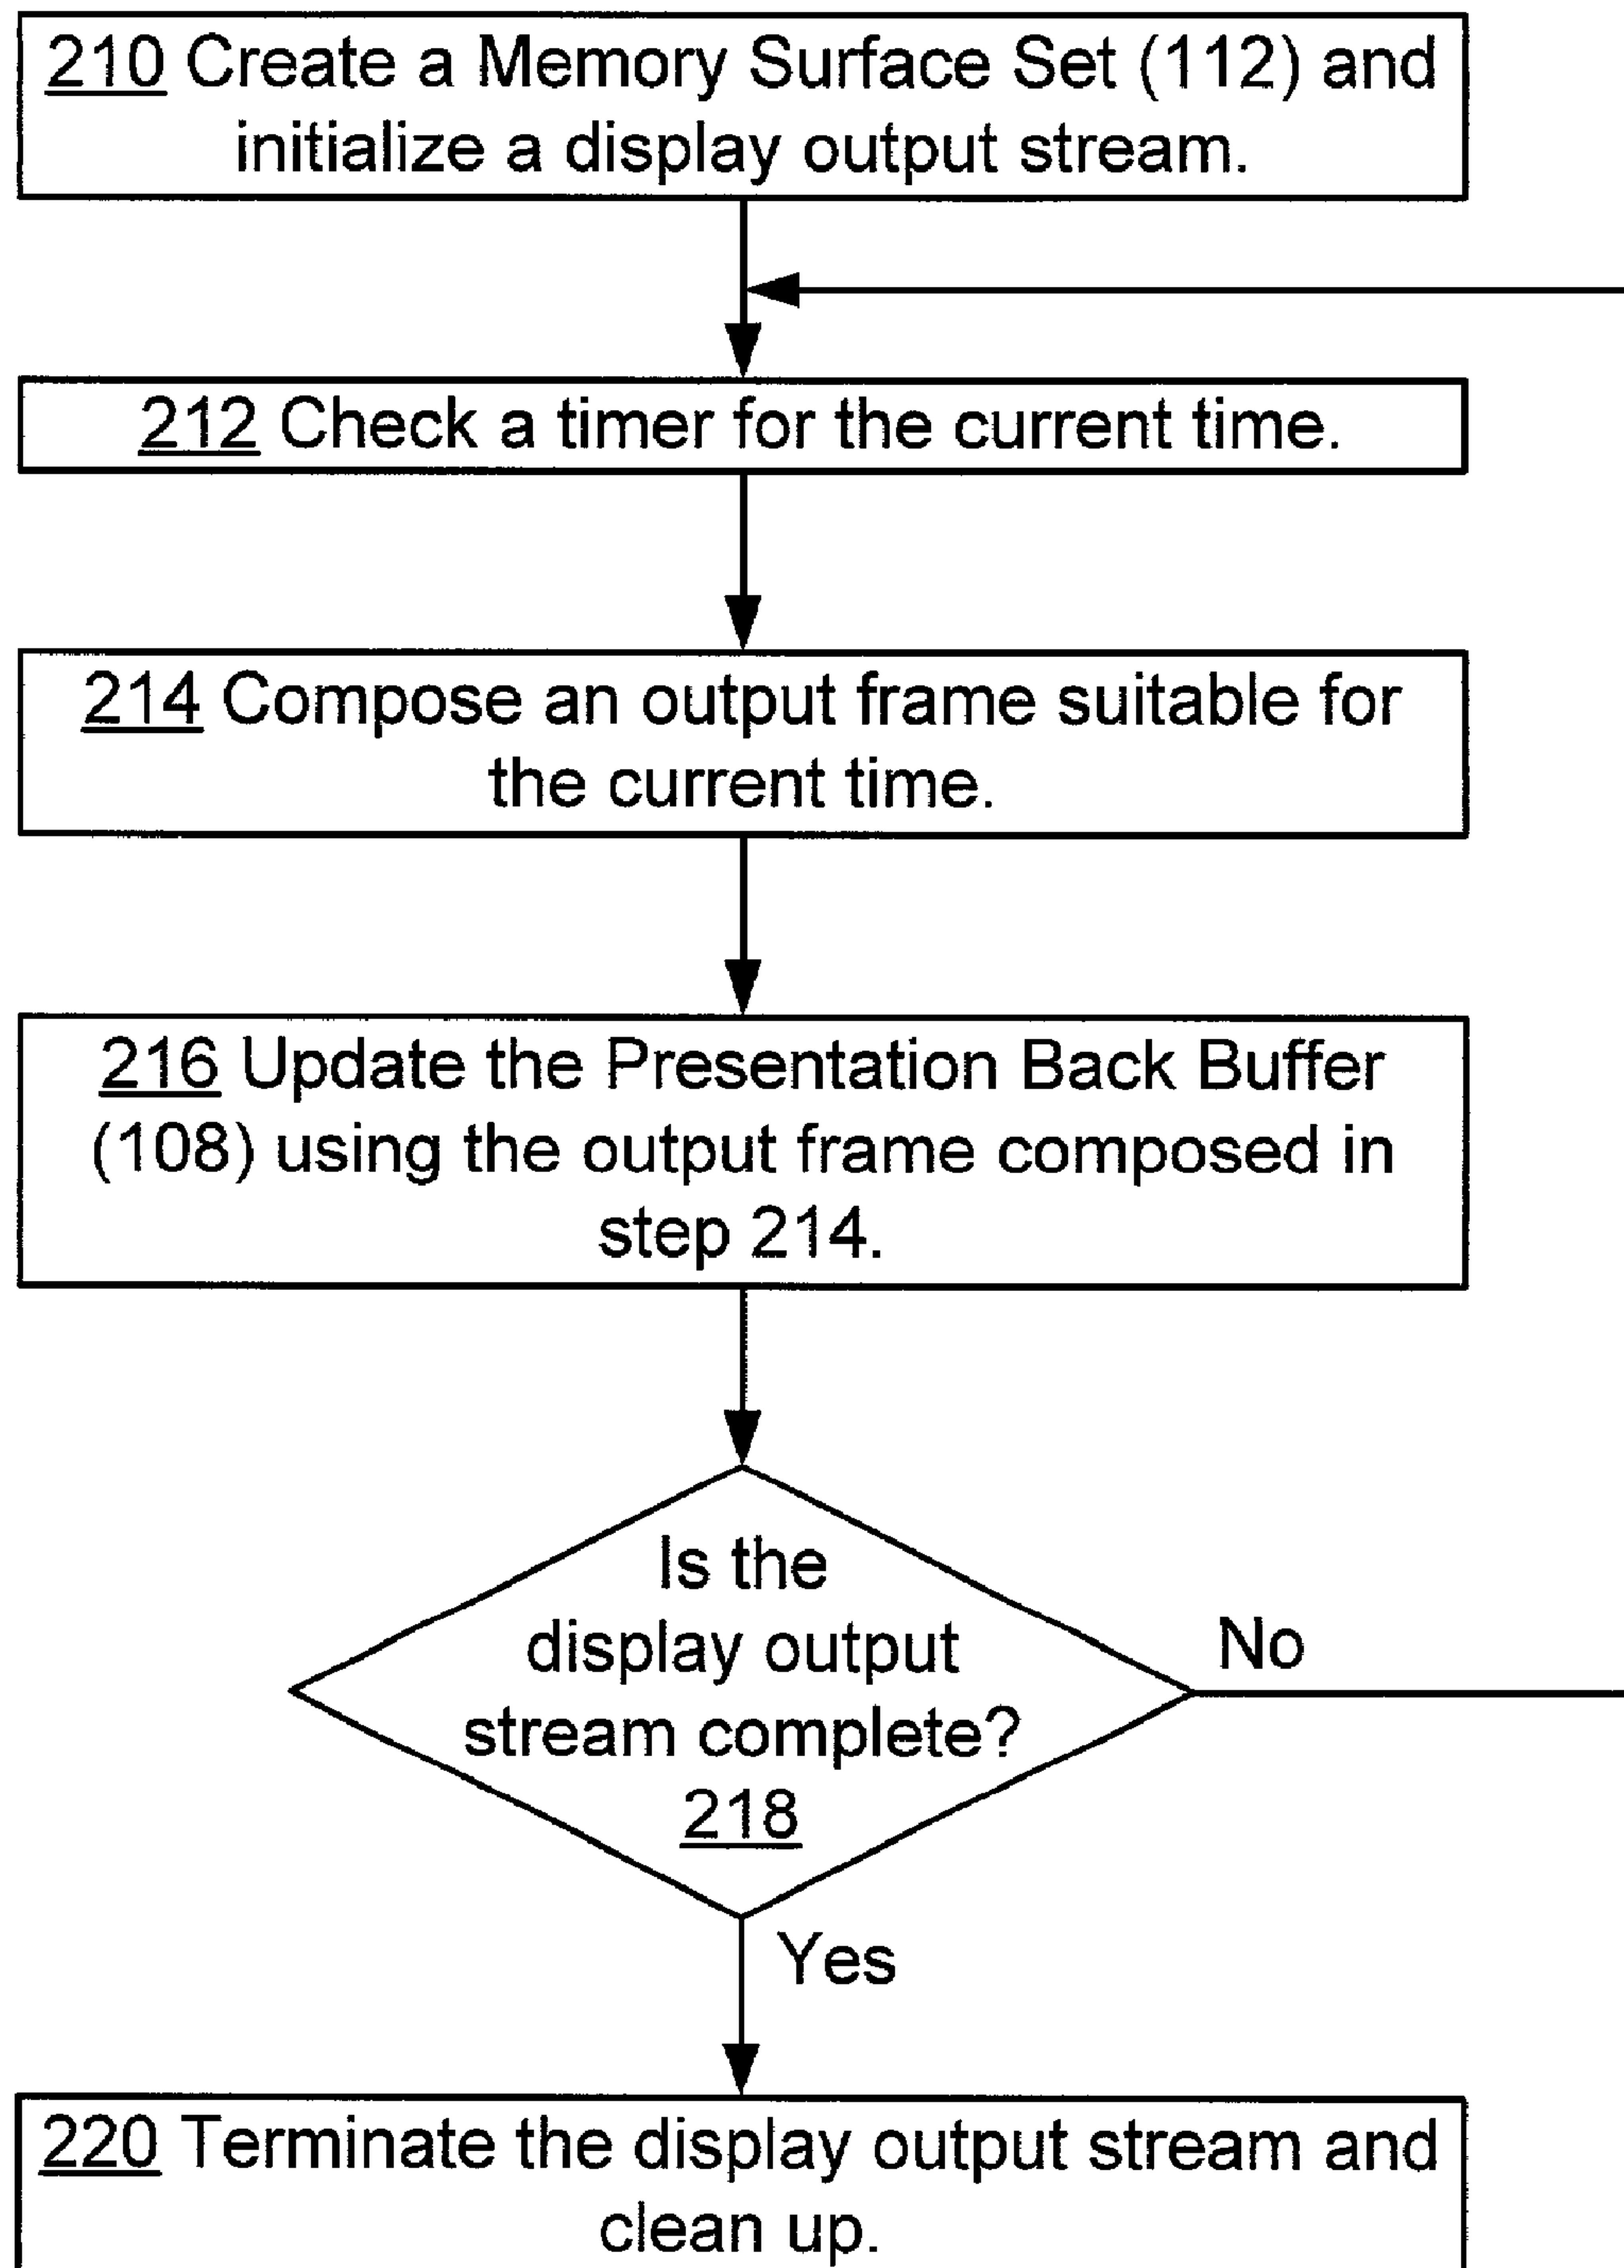 210 Create a Memory Surface Set (112) and
initialize a display output stream.
212 Check a timer for the current time.
214 Compose an output frame suitable for
the current time.
216 Update the Presentation Back Buffer
(108) using the output frame composed in
step 214.
Is the
display output
stream complete?
218
No
Yes
220 Terminate the display output stream and
clean up.